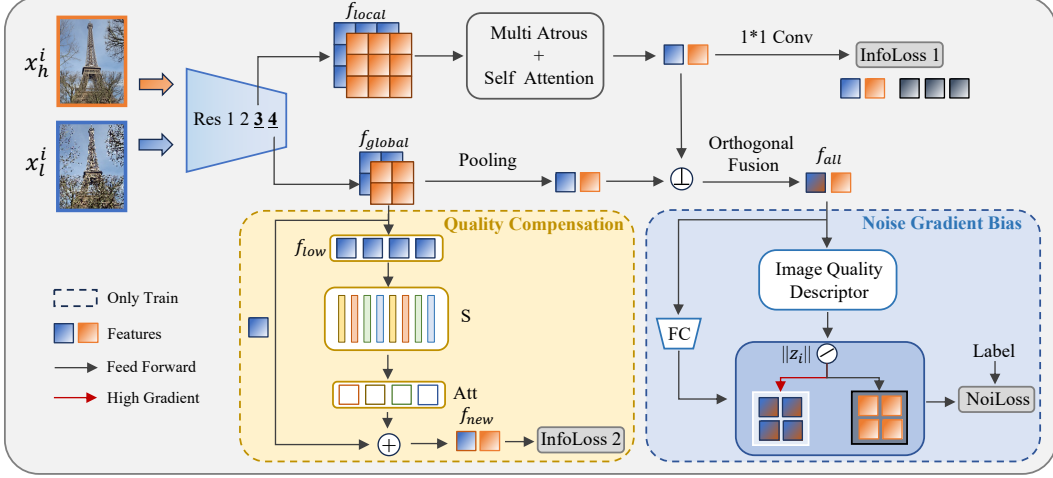 x_h^i
x_l^i
Res 1 2 3 4
f_local
Multi Atrous
+
Self Attention
1*1 Conv
InfoLoss 1
f_global
Pooling
Orthogonal
Fusion
f_all
Quality Compensation
f_low
S
Att
f_new
InfoLoss 2
Noise Gradient Bias
Image Quality
Descriptor
FC
||z_i||
Label
NoiLoss
Only Train
Features
Feed Forward
High Gradient